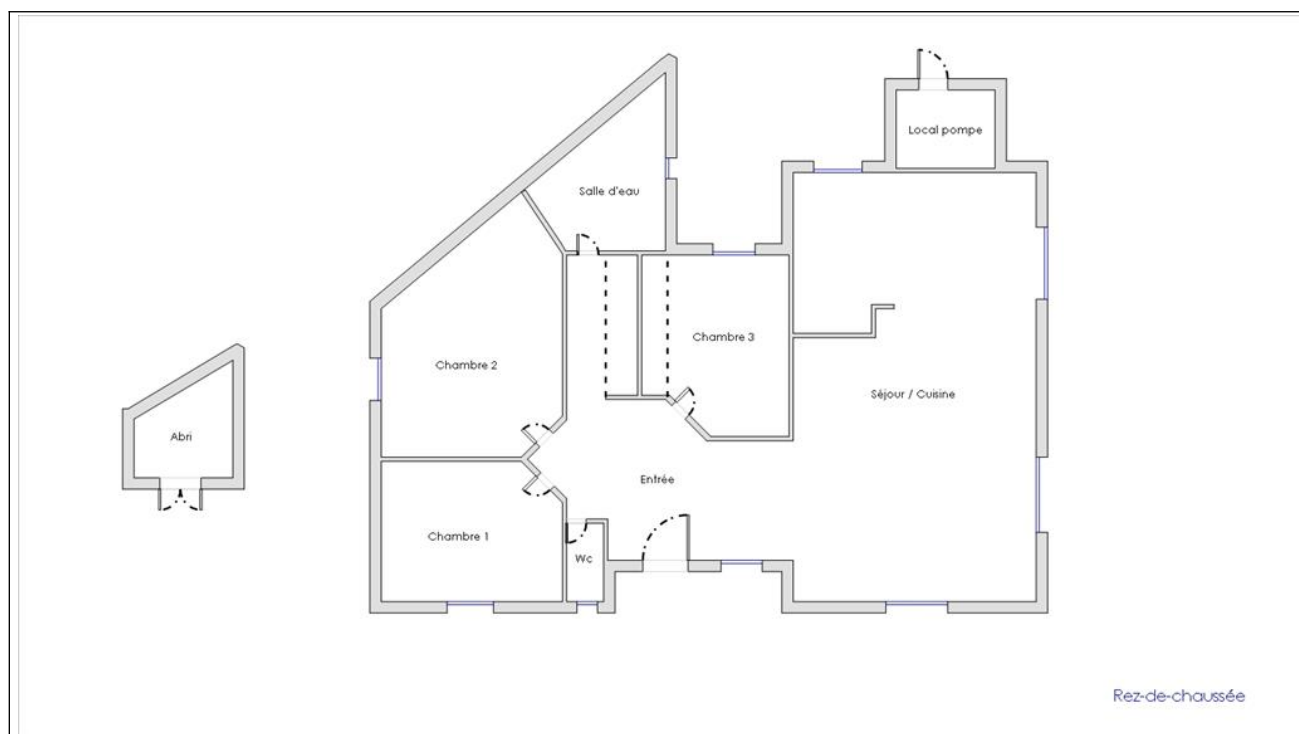 Local pompe
Salle d'eau
Chambre 3
Chambre 2
Séjour / Cuisine
Abri
Entrée
Chambre 1
Wc
Rez-de-chaussée